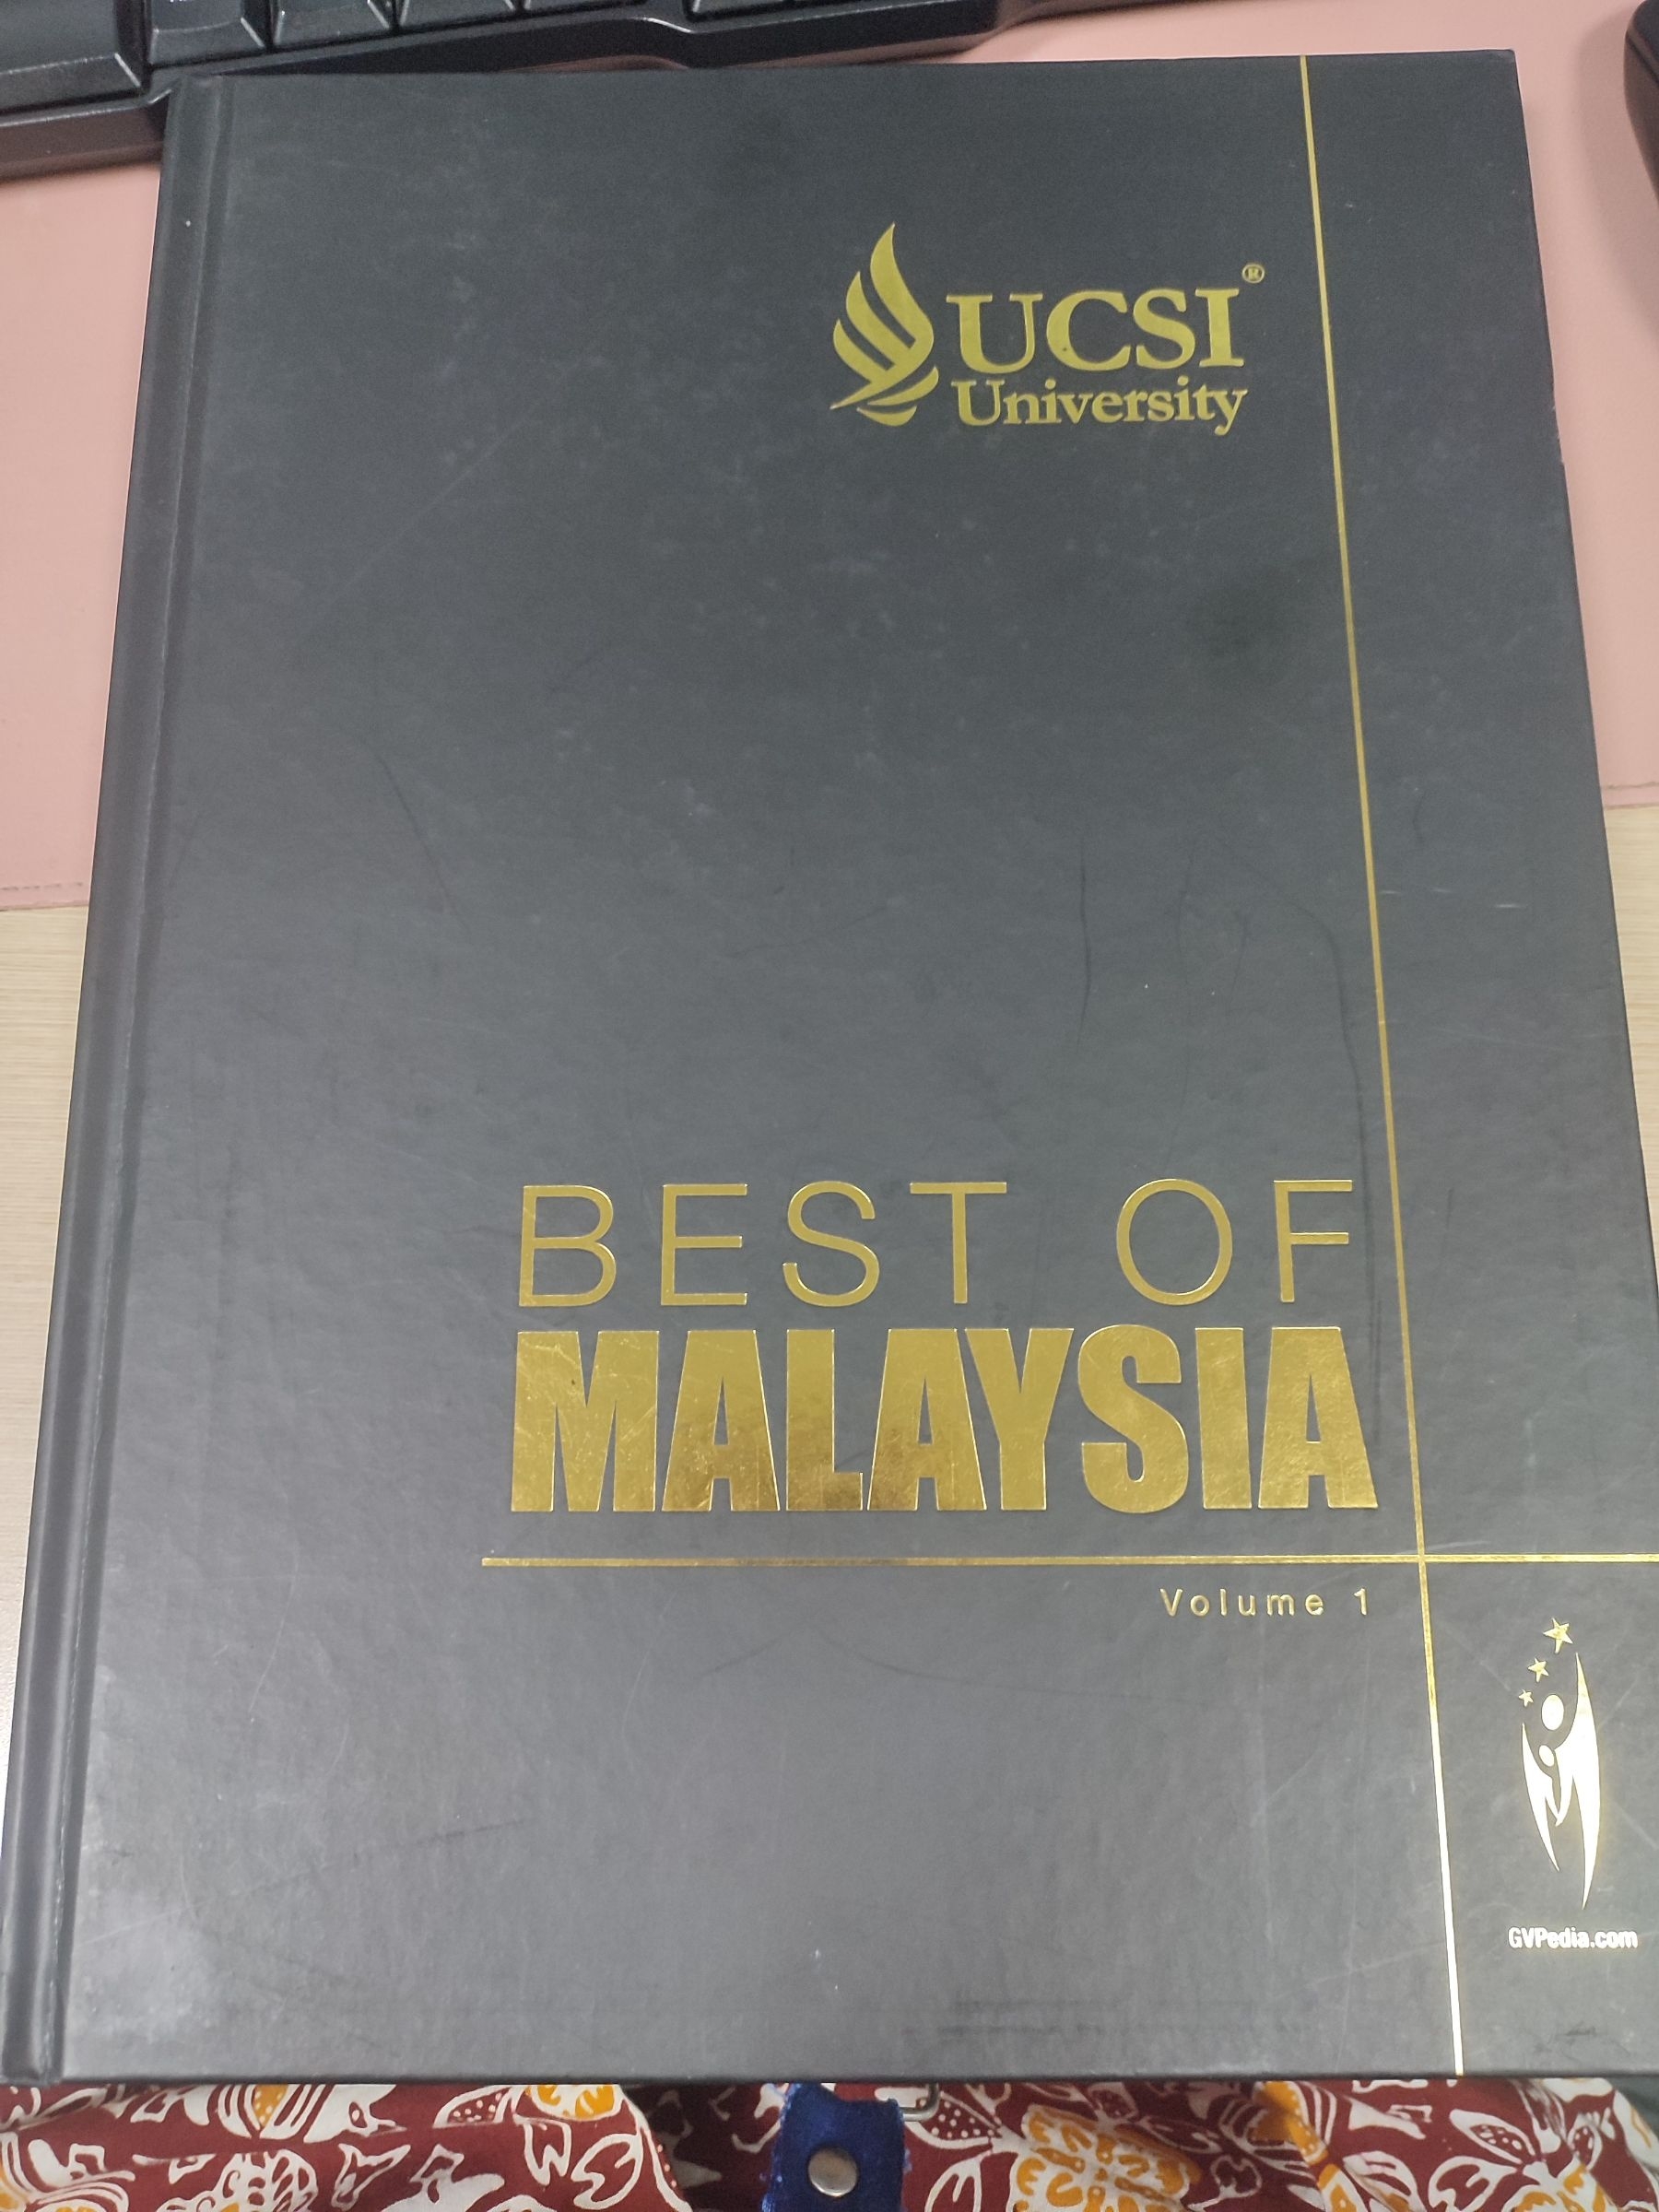 UCSI®
University
BEST OF
MALAYSIA
Volume 1
GVPedia.com